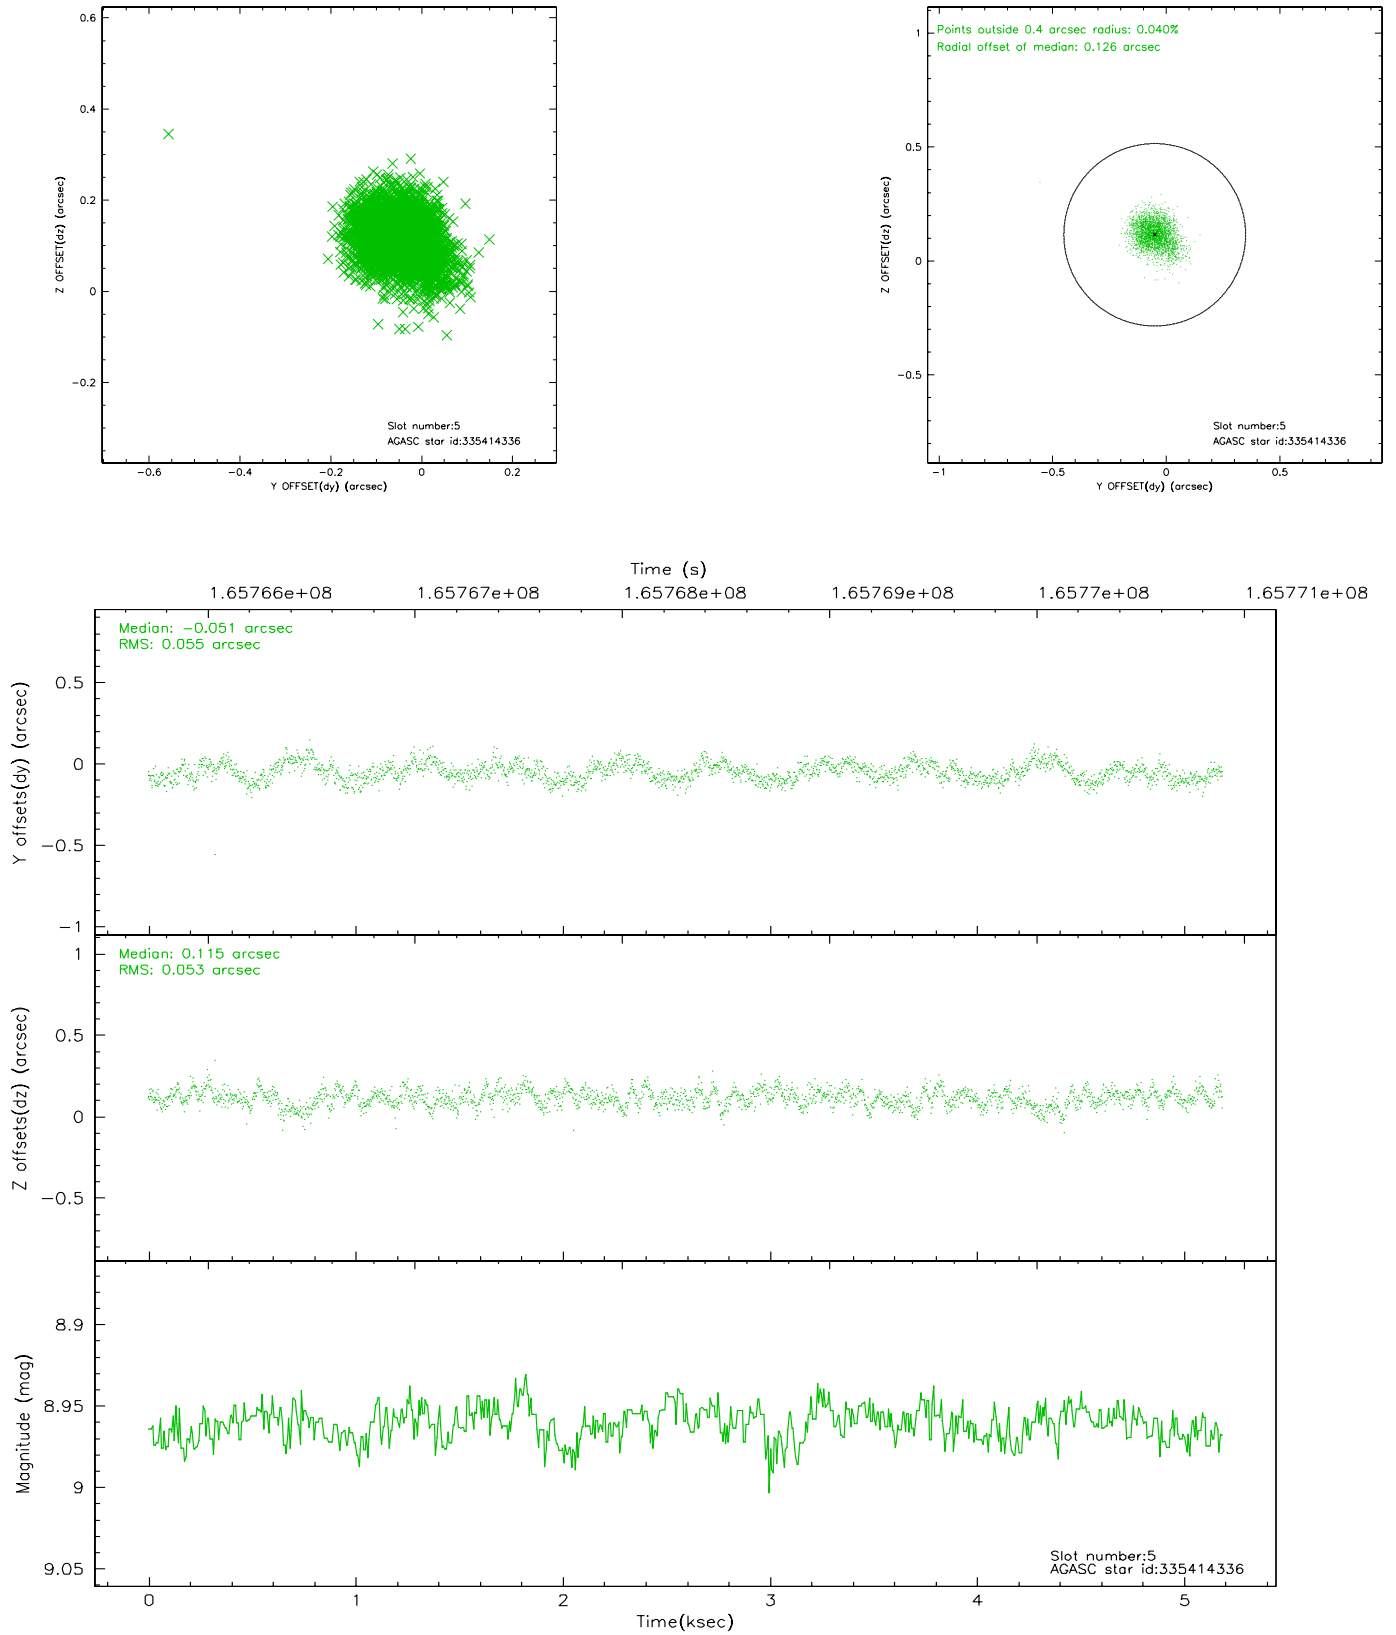 0.6
0.4
0.2
0
−0.2
Z OFFSET(dz) (arcsec)
Slot number:5
AGASC star id:335414336
−0.6 −0.4 −0.2 0 0.2
Y OFFSET(dy) (arcsec)
Points outside 0.4 arcsec radius: 0.040%
Radial offset of median: 0.126 arcsec
1
0.5
0
−0.5
Z OFFSET(dz) (arcsec)
Slot number:5
AGASC star id:335414336
−1 −0.5 0 0.5
Y OFFSET(dy) (arcsec)
Time (s)
1.65766e+08 1.65767e+08 1.65768e+08 1.65769e+08 1.6577e+08 1.65771e+08
Median: −0.051 arcsec
RMS: 0.055 arcsec
0.5
0
−0.5
−1
Y offsets(dy) (arcsec)
Median: 0.115 arcsec
RMS: 0.053 arcsec
1
0.5
0
−0.5
Z offsets(dz) (arcsec)
8.9
8.95
9
9.05
Magnitude (mag)
Slot number:5
AGASC star id:335414336
0 1 2 3 4 5
Time(ksec)